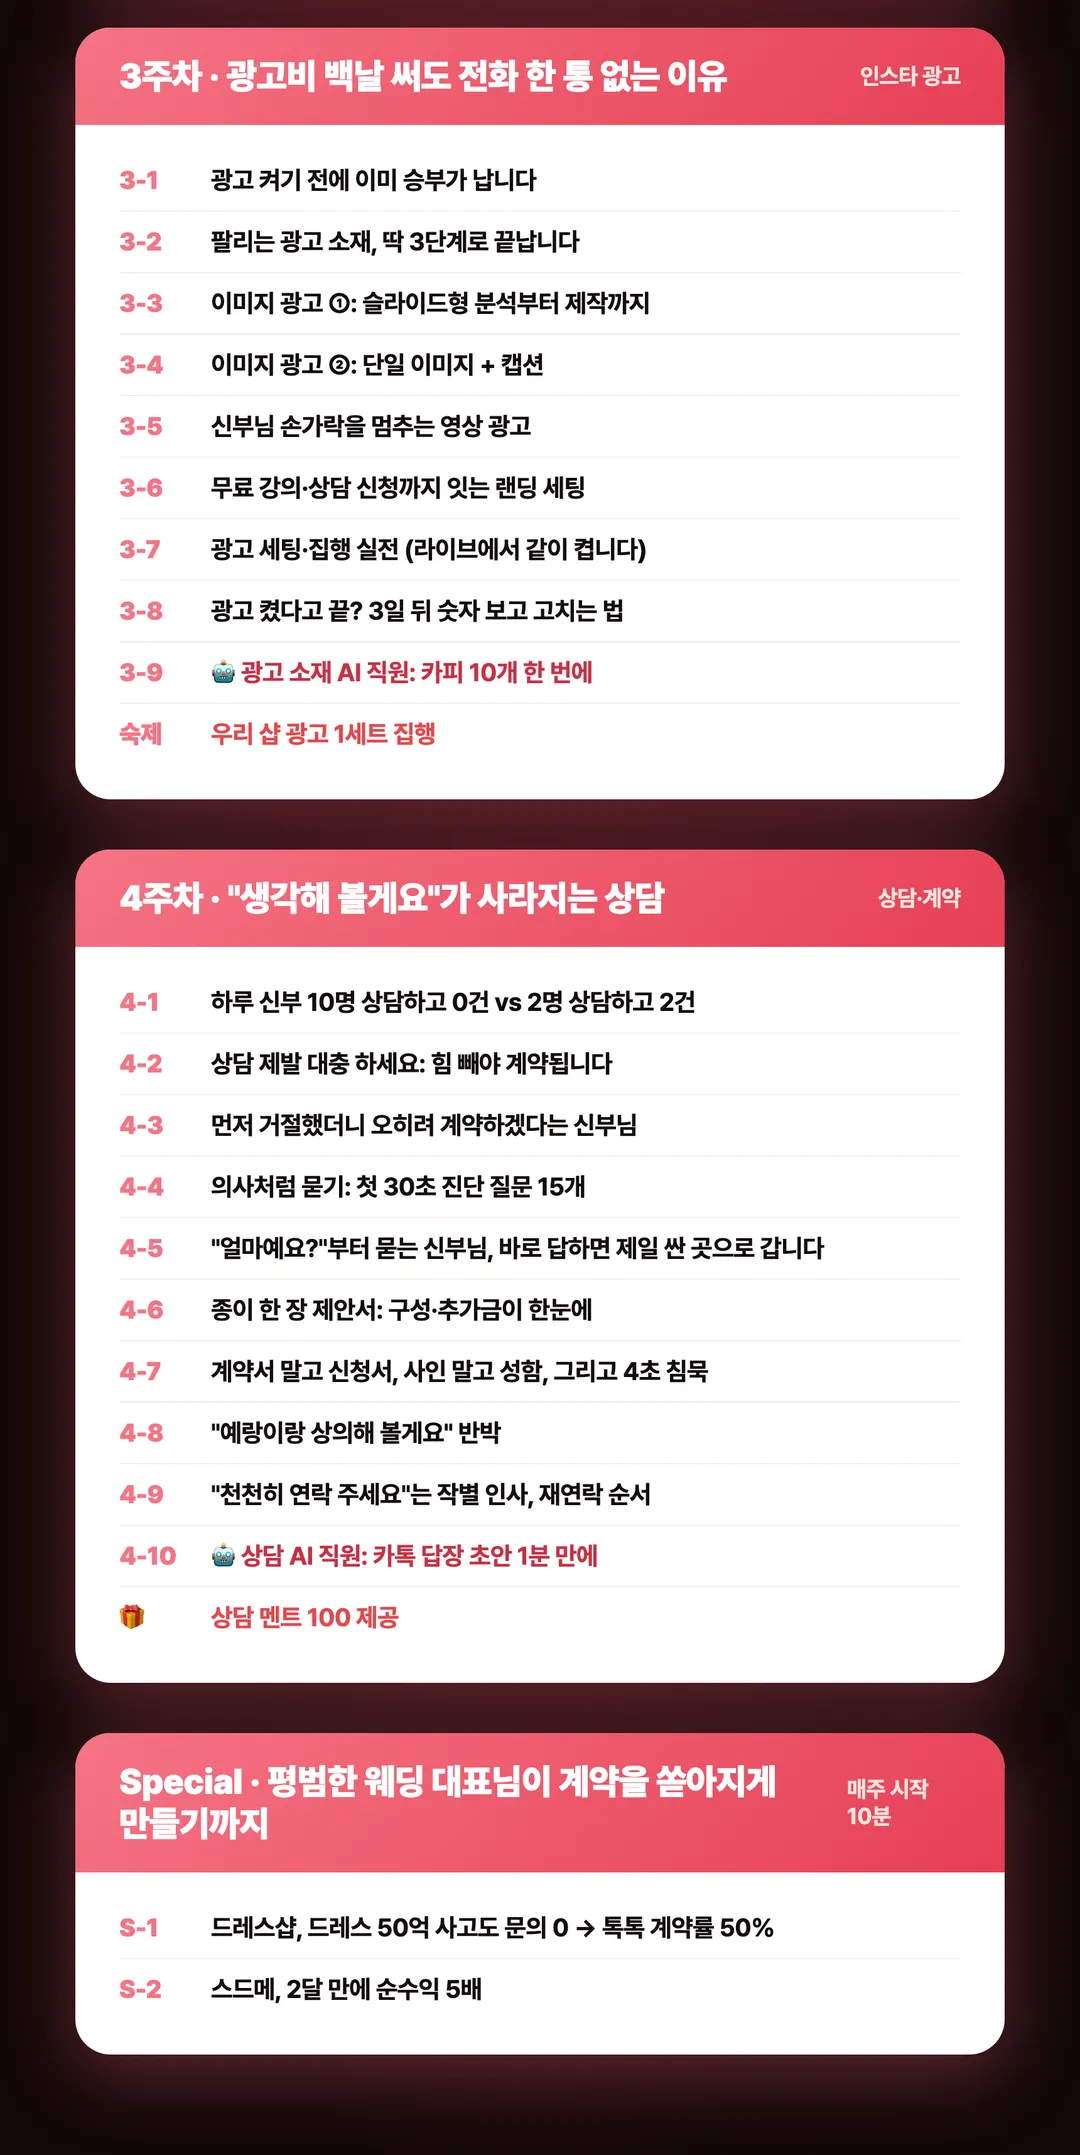 3주차 · 광고비 백날 써도 전화 한 통 없는 이유
인스타 광고
3-1 광고 켜기 전에 이미 승부가 납니다
3-2 팔리는 광고 소재, 딱 3단계로 끝납니다
3-3 이미지 광고 ①: 슬라이드형 분석부터 제작까지
3-4 이미지 광고 ②: 단일 이미지 + 캡션
3-5 신부님 손가락을 멈추는 영상 광고
3-6 무료 강의·상담 신청까지 잇는 랜딩 세팅
3-7 광고 세팅·집행 실전 (라이브에서 같이 켭니다)
3-8 광고 켰다고 끝? 3일 뒤 숫자 보고 고치는 법
3-9 🤖 광고 소재 AI 직원: 카피 10개 한 번에
숙제 우리 샵 광고 1세트 집행
4주차 · "생각해 볼게요"가 사라지는 상담
상담·계약
4-1 하루 신부 10명 상담하고 0건 vs 2명 상담하고 2건
4-2 상담 제발 대충 하세요: 힘 빼야 계약됩니다
4-3 먼저 거절했더니 오히려 계약하겠다는 신부님
4-4 의사처럼 묻기: 첫 30초 진단 질문 15개
4-5 "얼마예요?"부터 묻는 신부님, 바로 답하면 제일 싼 곳으로 갑니다
4-6 종이 한 장 제안서: 구성·추가금이 한눈에
4-7 계약서 말고 신청서, 사인 말고 성함, 그리고 4초 침묵
4-8 "예랑이랑 상의해 볼게요" 반박
4-9 "천천히 연락 주세요"는 작별 인사, 재연락 순서
4-10 🤖 상담 AI 직원: 카톡 답장 초안 1분 만에
🎁 상담 멘트 100 제공
Special · 평범한 웨딩 대표님이 계약을 쏟아지게
만들기까지
매주 시작
10분
S-1 드레스샵, 드레스 50억 사고도 문의 0 → 톡톡 계약률 50%
S-2 스드메, 2달 만에 순수익 5배